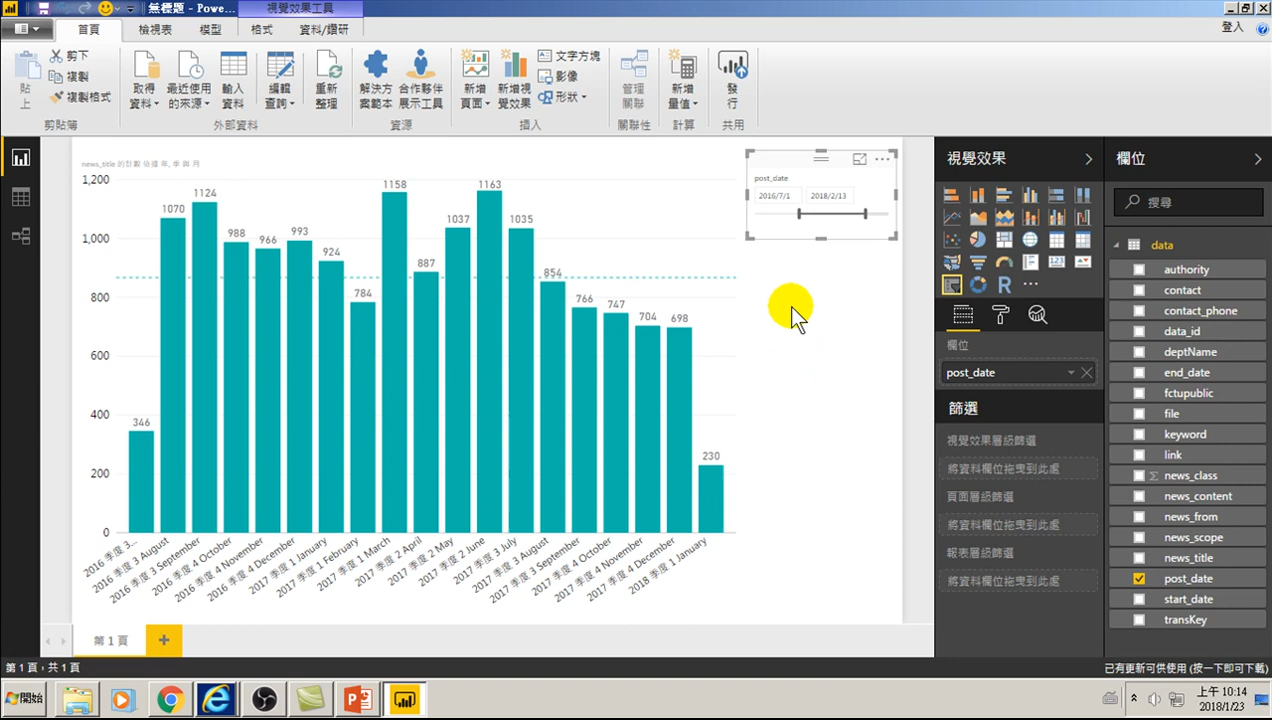 無標題 - Powe...
視覺效果工具
首頁
檢視表
模型
格式
資料/鑽研
登入
貼上
剪下
複製
複製格式
剪貼簿
取得資料
最近使用的來源
輸入資料
編輯查詢
重新整理
外部資料
解決方案範本
合作夥伴展示工具
資源
新增頁面
新增視覺效果
文字方塊
影像
形狀
插入
管理關聯
關聯性
新增量值
計算
發行
共用
news_title 的計數 依據 年, 季 與 月
1,200
1,000
800
600
400
200
0
346
1070
1124
988
966
993
924
784
1158
887
1037
1163
1035
854
766
747
704
698
230
2016 季度 3...
2016 季度 3 August
2016 季度 3 September
2016 季度 4 October
2016 季度 4 November
2016 季度 4 December
2017 季度 1 January
2017 季度 1 February
2017 季度 1 March
2017 季度 2 April
2017 季度 2 May
2017 季度 2 June
2017 季度 3 July
2017 季度 3 August
2017 季度 3 September
2017 季度 4 October
2017 季度 4 November
2017 季度 4 December
2018 季度 1 January
post_date
2016/7/1
2018/2/13
視覺效果
R
123
欄位
post_date
篩選
視覺效果層級篩選
將資料欄位拖曳到此處
頁面層級篩選
將資料欄位拖曳到此處
報表層級篩選
將資料欄位拖曳到此處
欄位
搜尋
data
authority
contact
contact_phone
data_id
deptName
end_date
fctupublic
file
keyword
link
Σ news_class
news_content
news_from
news_scope
news_title
post_date
start_date
transKey
第 1 頁
第 1 頁，共 1 頁
已有更新可供使用 (按一下即可下載)
開始
上午 10:14
2018/1/23